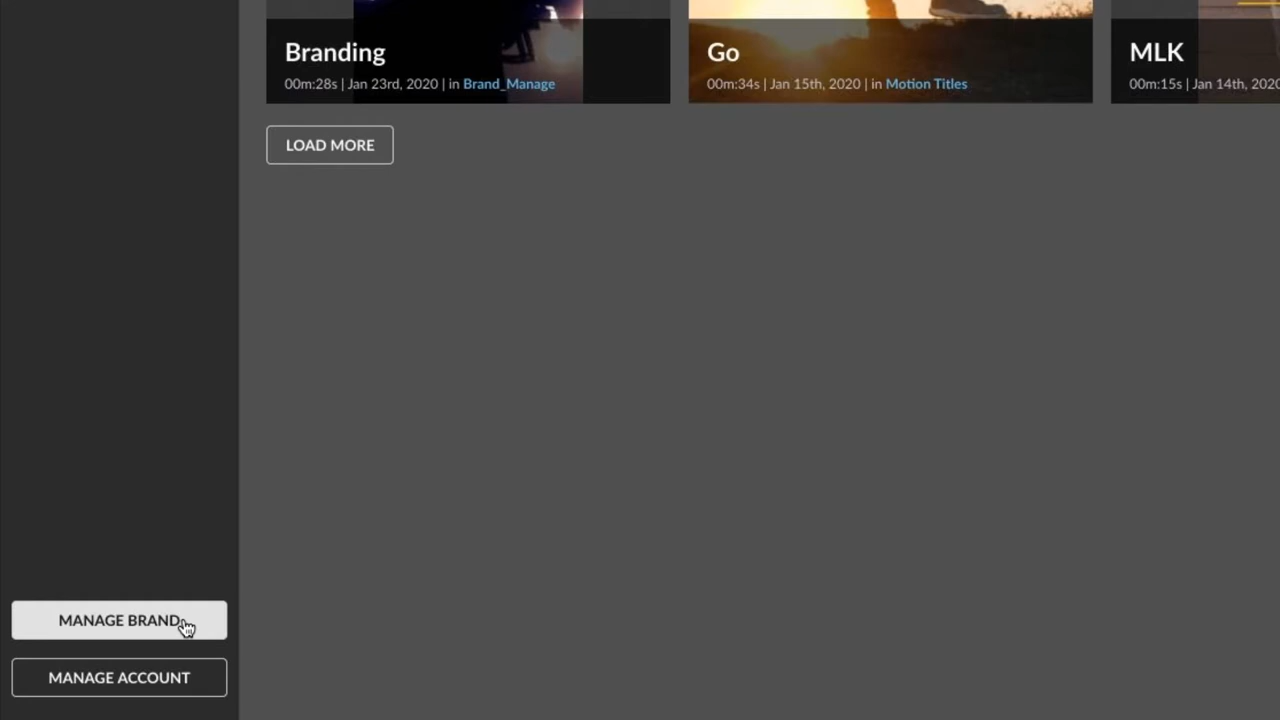 Branding
00m:28s | Jan 23rd, 2020 | in Brand_Manage
Go
00m:34s | Jan 15th, 2020 | in Motion Titles
MLK
00m:15s | Jan 14th, 2020
LOAD MORE
MANAGE BRAND
MANAGE ACCOUNT